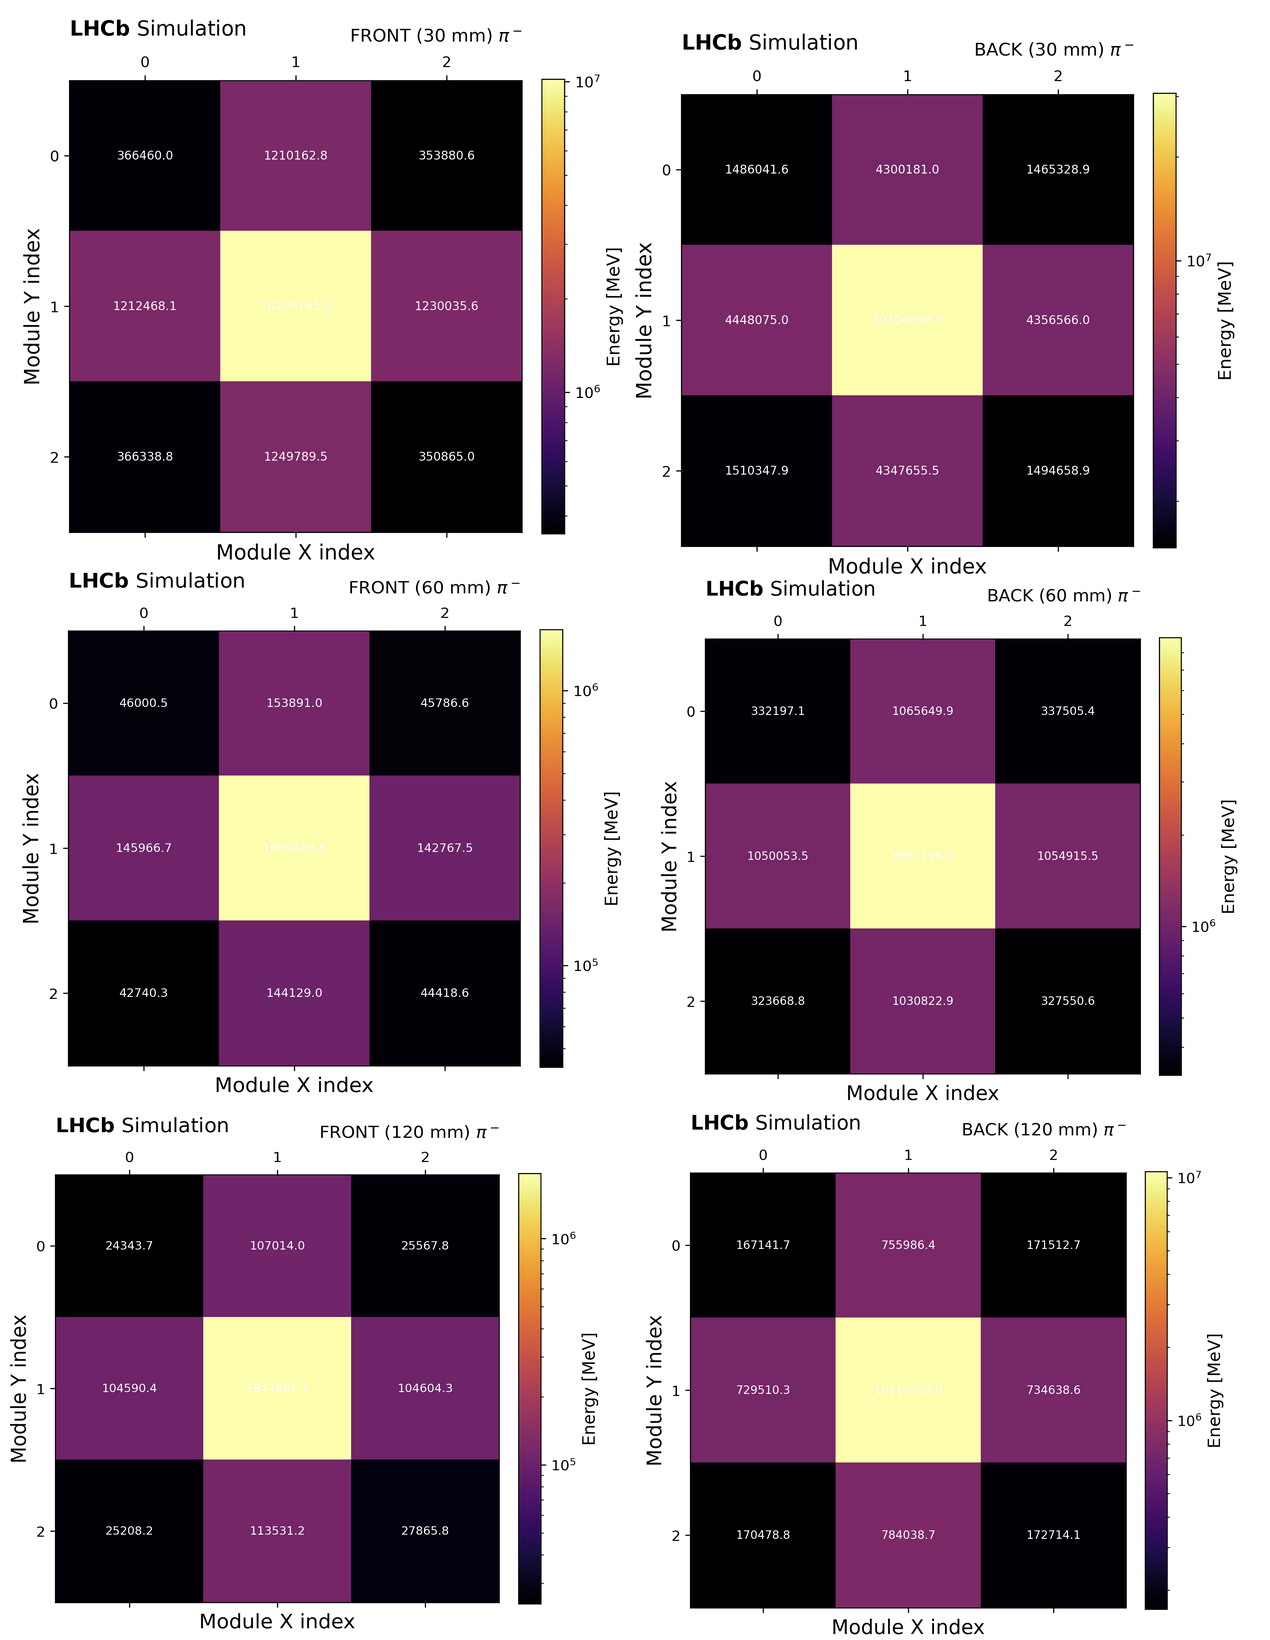 LHCb Simulation
FRONT (30 mm) π⁻
0 1 2
0 366460.0 1210162.8 353880.6
1 1212468.1 10209795.0 1230035.6
2 366338.8 1249789.5 350865.0
Module Y index
Module X index
10⁷
10⁶
Energy [MeV]
LHCb Simulation
BACK (30 mm) π⁻
0 1 2
0 1486041.6 4300181.0 1465328.9
1 4448075.0 4356566.0
2 1510347.9 4347655.5 1494658.9
Module Y index
Module X index
10⁷
Energy [MeV]
LHCb Simulation
FRONT (60 mm) π⁻
0 1 2
0 46000.5 153891.0 45786.6
1 145966.7 142767.5
2 42740.3 144129.0 44418.6
Module Y index
Module X index
10⁶
10⁵
Energy [MeV]
LHCb Simulation
BACK (60 mm) π⁻
0 1 2
0 332197.1 1065649.9 337505.4
1 1050053.5 1054915.5
2 323668.8 1030822.9 327550.6
Module Y index
Module X index
10⁶
Energy [MeV]
LHCb Simulation
FRONT (120 mm) π⁻
0 1 2
0 24343.7 107014.0 25567.8
1 104590.4 104604.3
2 25208.2 113531.2 27865.8
Module Y index
Module X index
10⁶
10⁵
Energy [MeV]
LHCb Simulation
BACK (120 mm) π⁻
0 1 2
0 167141.7 755986.4 171512.7
1 729510.3 734638.6
2 170478.8 784038.7 172714.1
Module Y index
Module X index
10⁷
10⁶
Energy [MeV]